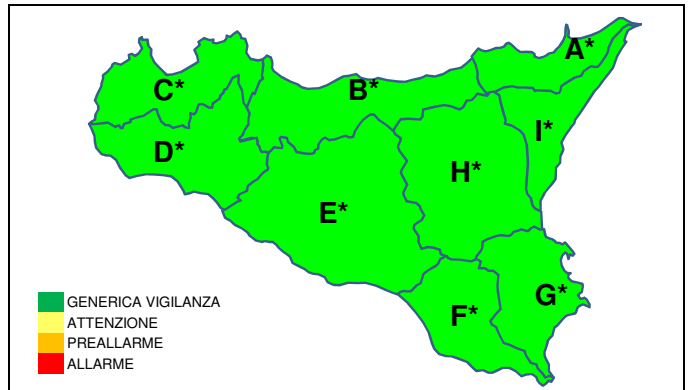 A*
C*
B*
I*
D*
H*
E*
G*
F*
GENERICA VIGILANZA
ATTENZIONE
PREALLARME
ALLARME